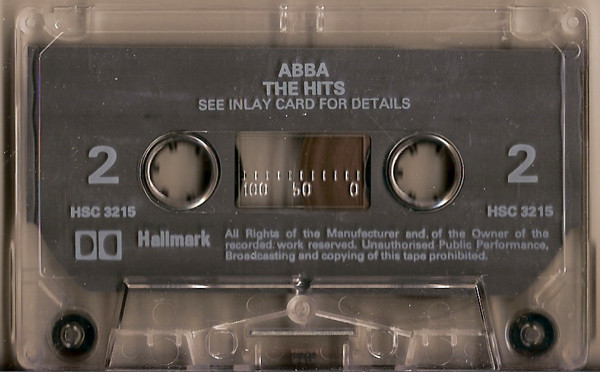 ABBA
THE HITS
SEE INLAY CARD FOR DETAILS
2
2
100 50 0
HSC 3215
HSC 3215
Hallmark
All Rights of the Manufacturer and, of the Owner of the
recorded. work reserved. Unauthorised Public Performance,
Broadcasting and copying of this tape prohibited.